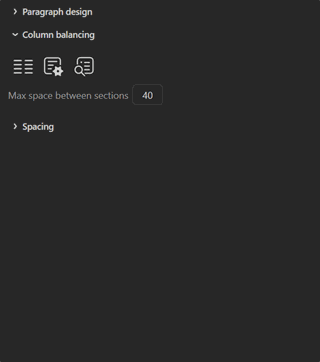 Paragraph design
Column balancing
Max space between sections 40
Spacing